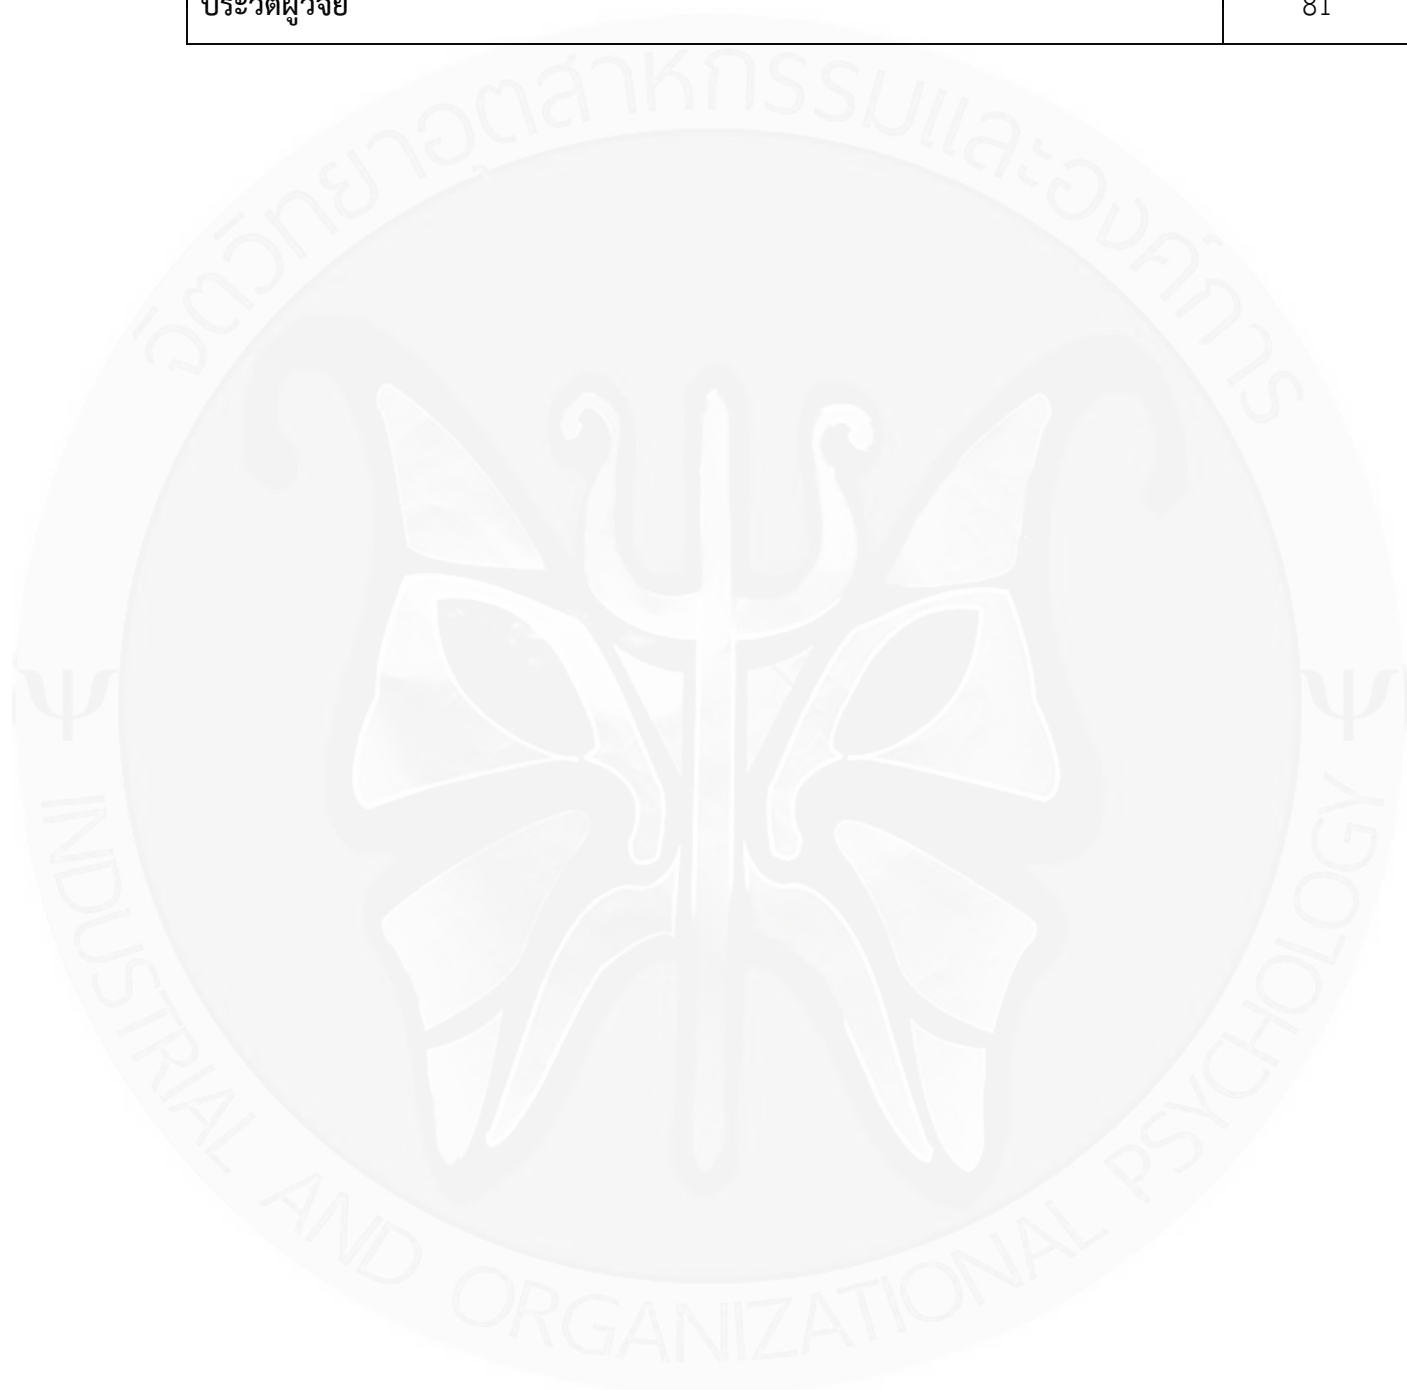 ประวัติผู้วิจัย 81
จิตวิทยาอุตสาหกรรมและองค์การ
Ψ Ψ
INDUSTRIAL AND ORGANIZATIONAL PSYCHOLOGY